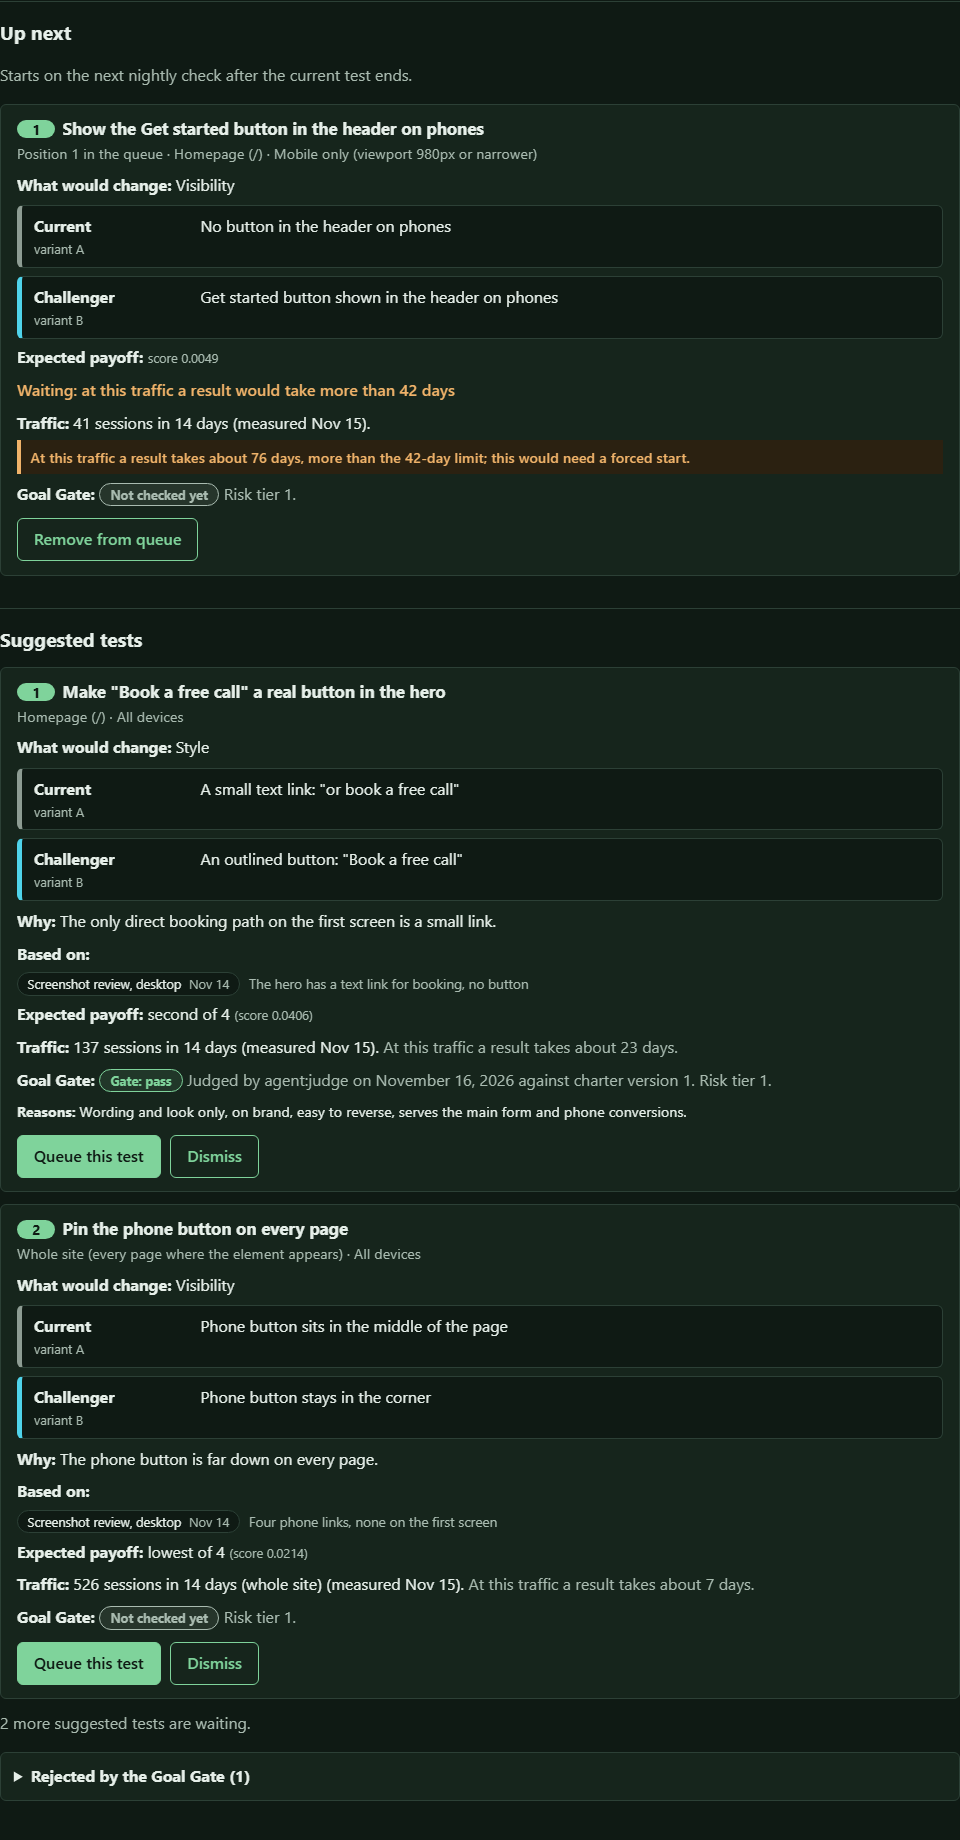 Up next
Starts on the next nightly check after the current test ends.
1 Show the Get started button in the header on phones
Position 1 in the queue · Homepage (/) · Mobile only (viewport 980px or narrower)
What would change: Visibility
Current No button in the header on phones
variant A
Challenger Get started button shown in the header on phones
variant B
Expected payoff: score 0.0049
Waiting: at this traffic a result would take more than 42 days
Traffic: 41 sessions in 14 days (measured Nov 15).
At this traffic a result takes about 76 days, more than the 42-day limit; this would need a forced start.
Goal Gate: Not checked yet Risk tier 1.
Remove from queue
Suggested tests
1 Make "Book a free call" a real button in the hero
Homepage (/) · All devices
What would change: Style
Current A small text link: "or book a free call"
variant A
Challenger An outlined button: "Book a free call"
variant B
Why: The only direct booking path on the first screen is a small link.
Based on:
Screenshot review, desktop Nov 14 The hero has a text link for booking, no button
Expected payoff: second of 4 (score 0.0406)
Traffic: 137 sessions in 14 days (measured Nov 15). At this traffic a result takes about 23 days.
Goal Gate: Gate: pass Judged by agent:judge on November 16, 2026 against charter version 1. Risk tier 1.
Reasons: Wording and look only, on brand, easy to reverse, serves the main form and phone conversions.
Queue this test Dismiss
2 Pin the phone button on every page
Whole site (every page where the element appears) · All devices
What would change: Visibility
Current Phone button sits in the middle of the page
variant A
Challenger Phone button stays in the corner
variant B
Why: The phone button is far down on every page.
Based on:
Screenshot review, desktop Nov 14 Four phone links, none on the first screen
Expected payoff: lowest of 4 (score 0.0214)
Traffic: 526 sessions in 14 days (whole site) (measured Nov 15). At this traffic a result takes about 7 days.
Goal Gate: Not checked yet Risk tier 1.
Queue this test Dismiss
2 more suggested tests are waiting.
▶ Rejected by the Goal Gate (1)